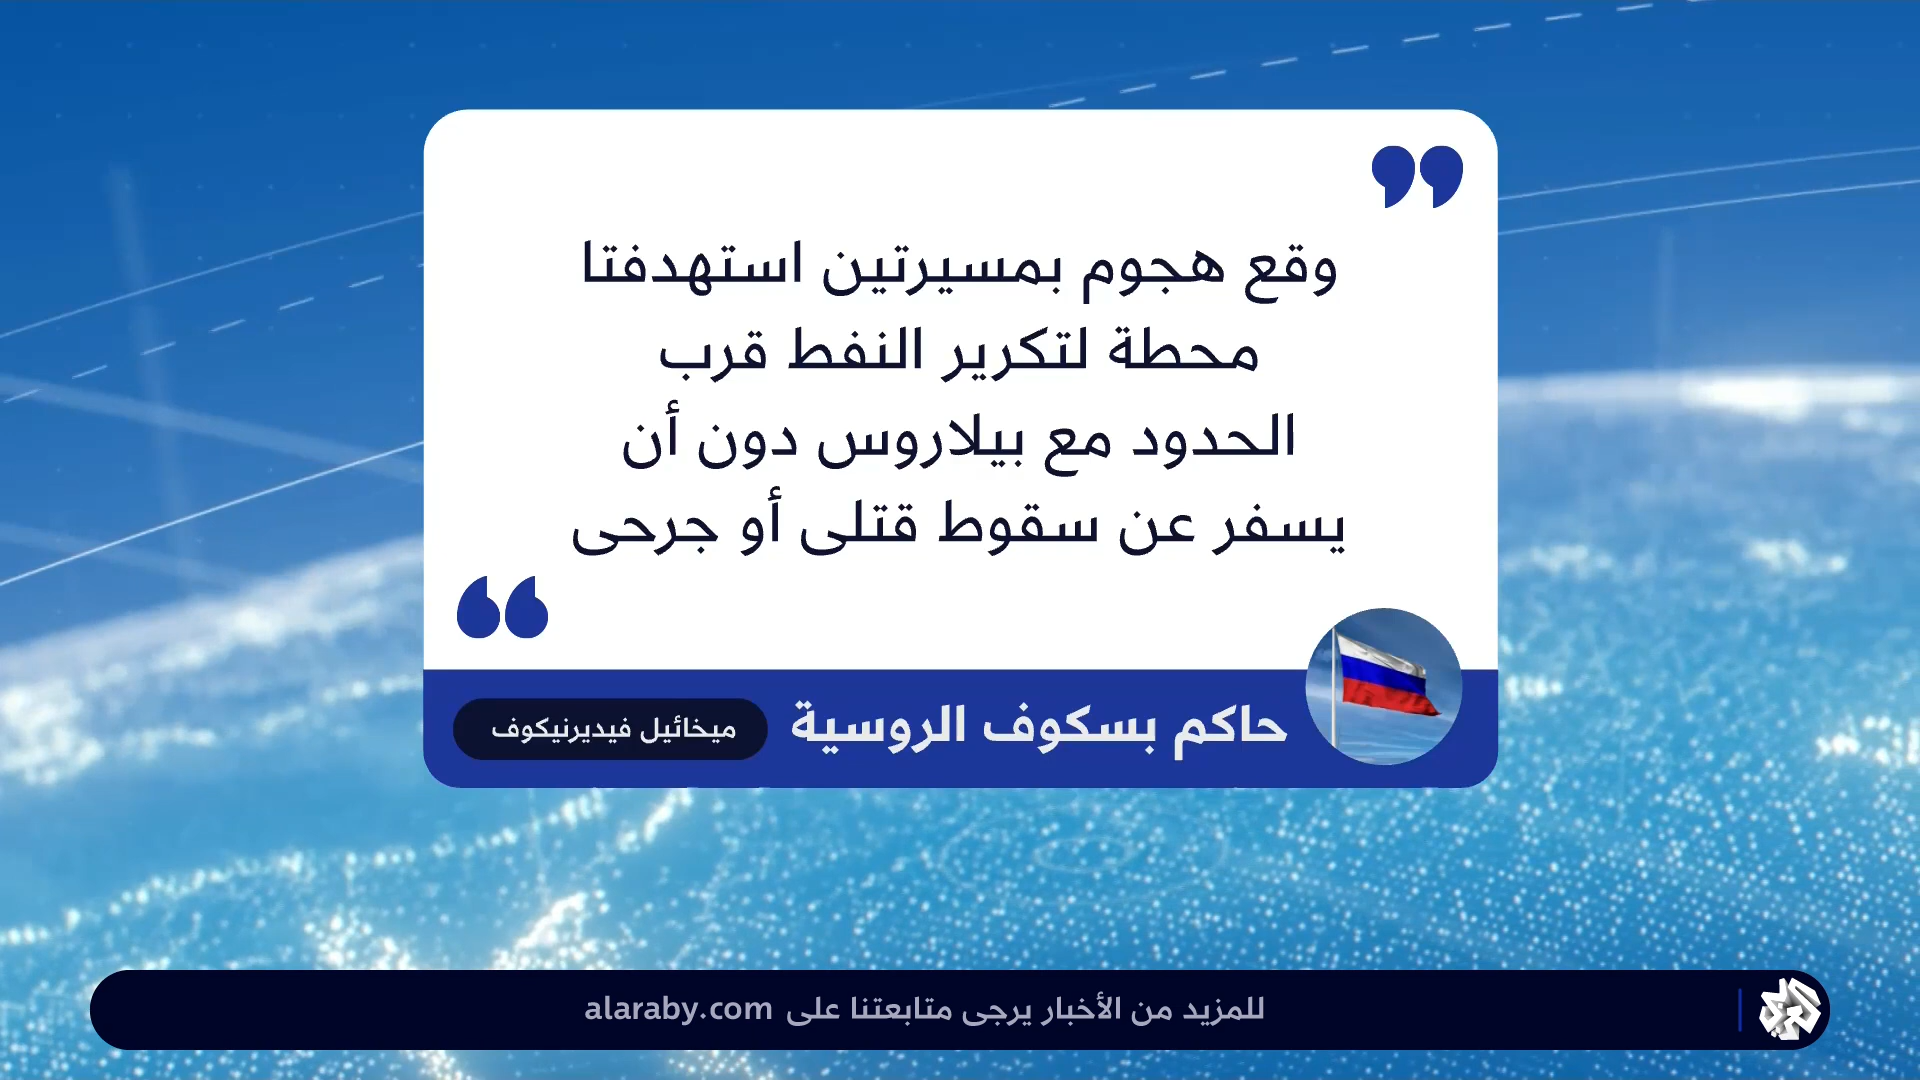 وقع هجوم بمسيرتين استهدفتا
محطة لتكرير النفط قرب
الحدود مع بيلاروس دون أن
يسفر عن سقوط قتلى أو جرحى
حاكم بسكوف الروسية
ميخائيل فيديرنيكوف
للمزيد من الأخبار يرجى متابعتنا على alaraby.com